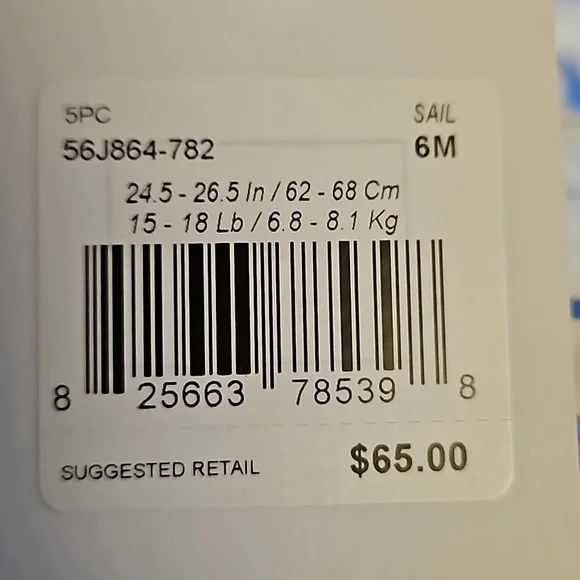 5PC SAIL
56J864-782 6M
24.5 - 26.5 In / 62 - 68 Cm
15 - 18 Lb / 6.8 - 8.1 Kg
8 25663 78539 8
SUGGESTED RETAIL $65.00